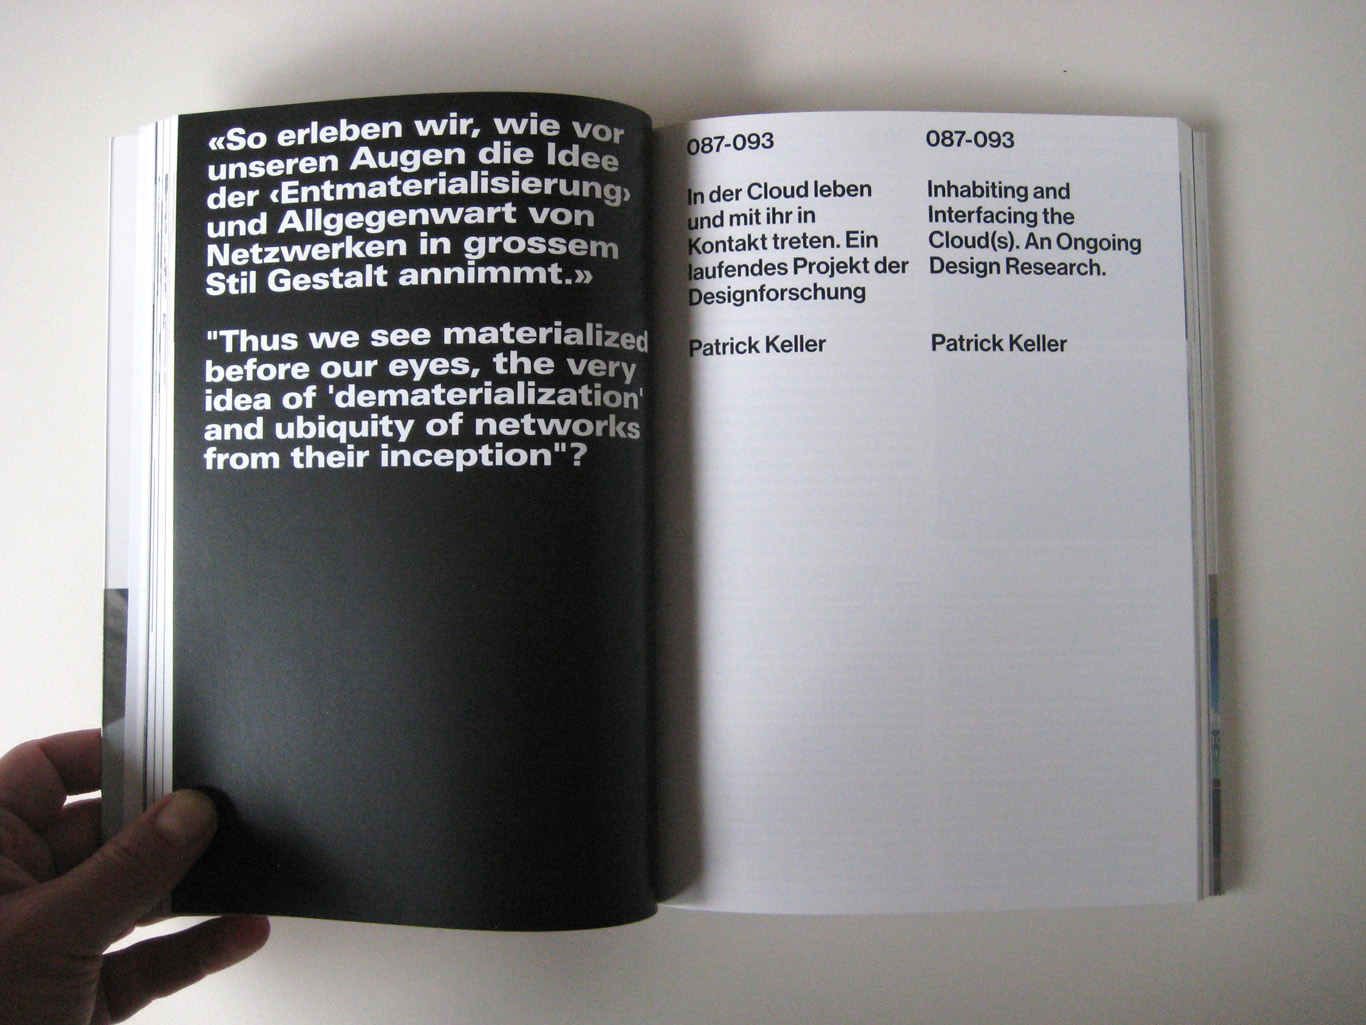 «So erleben wir, wie vor
unseren Augen die Idee
der ‹Entmaterialisierung›
und Allgegenwart von
Netzwerken in grossem
Stil Gestalt annimmt.»
"Thus we see materialized
before our eyes, the very
idea of 'dematerialization'
and ubiquity of networks
from their inception"?
087-093
In der Cloud leben
und mit ihr in
Kontakt treten. Ein
laufendes Projekt der
Designforschung
Patrick Keller
087-093
Inhabiting and
Interfacing the
Cloud(s). An Ongoing
Design Research.
Patrick Keller